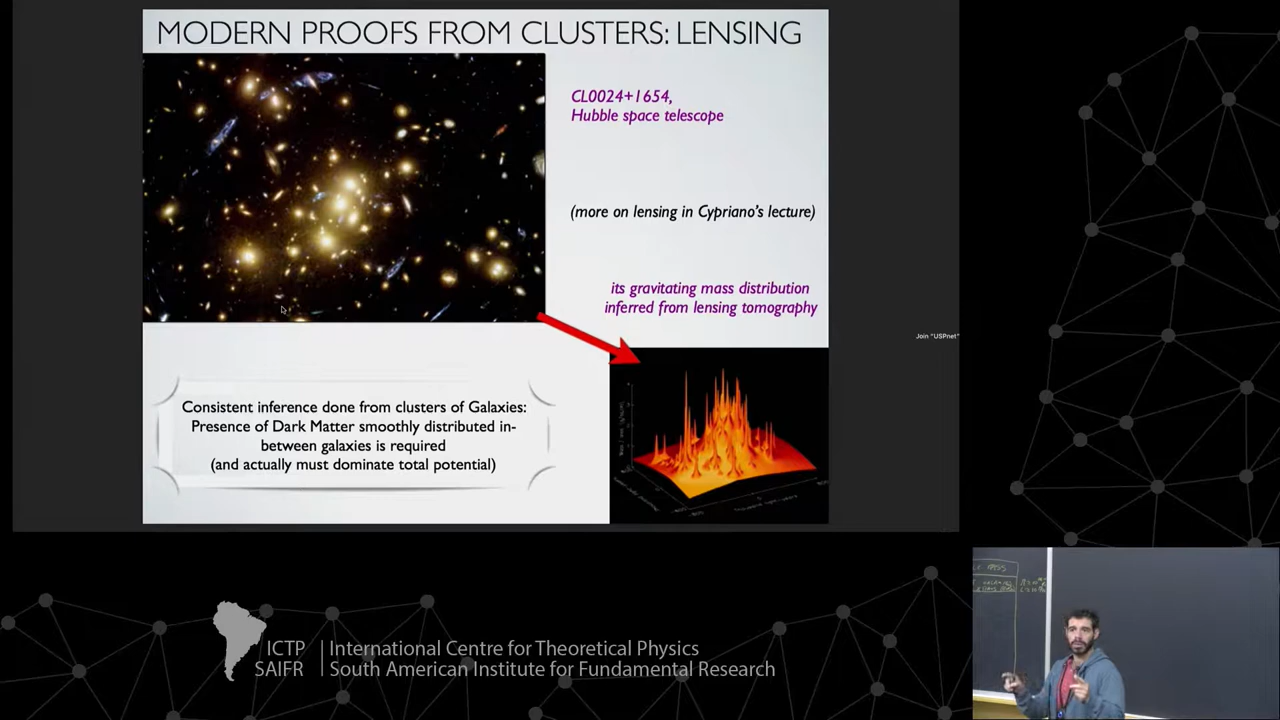 MODERN PROOFS FROM CLUSTERS: LENSING
CL0024+1654,
Hubble space telescope
(more on lensing in Cypriano's lecture)
its gravitating mass distribution
inferred from lensing tomography
Join "USPnet"
Consistent inference done from clusters of Galaxies:
Presence of Dark Matter smoothly distributed in-
between galaxies is required
(and actually must dominate total potential)
ICTP
SAIFR
International Centre for Theoretical Physics
South American Institute for Fundamental Research